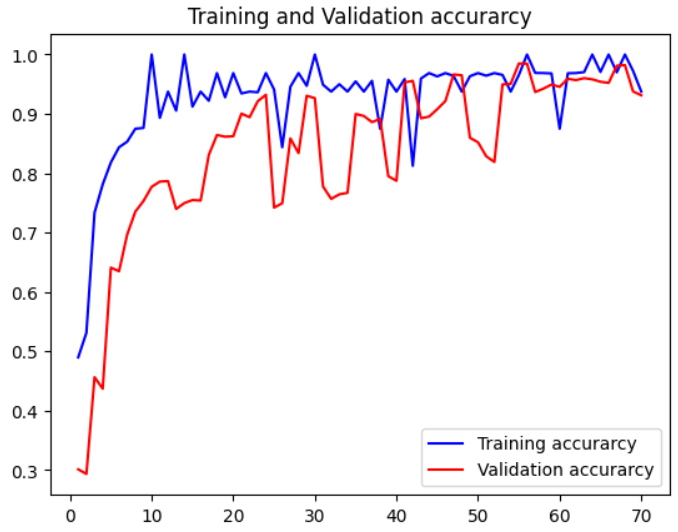 Training and Validation accurarcy
1.0
0.9
0.8
0.7
0.6
0.5
0.4
0.3
Training accurarcy
Validation accurarcy
0 10 20 30 40 50 60 70